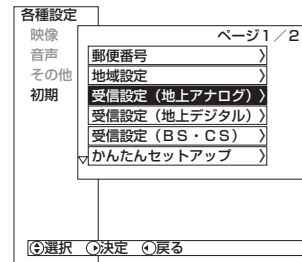 各種設定
映像
音声
その他
初期
ページ1／2
郵便番号
地域設定
受信設定（地上アナログ）
受信設定（地上デジタル）
受信設定（ＢＳ・ＣＳ）
かんたんセットアップ
選択 決定 戻る